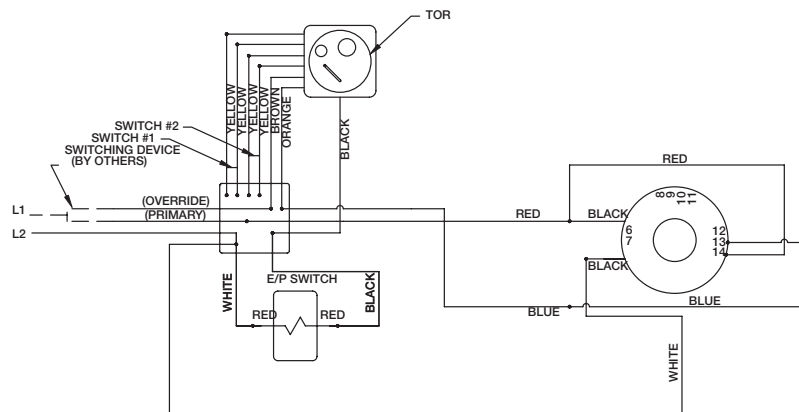 TOR
YELLOW
YELLOW
YELLOW
YELLOW
BROWN
ORANGE
BLACK
SWITCH #2
SWITCH #1
SWITCHING DEVICE
(BY OTHERS)
L1
(OVERRIDE)
(PRIMARY)
L2
RED
RED
BLACK
6
7
8
9
10
11
12
13
14
BLACK
E/P SWITCH
WHITE
RED
RED
BLACK
BLUE
BLUE
WHITE